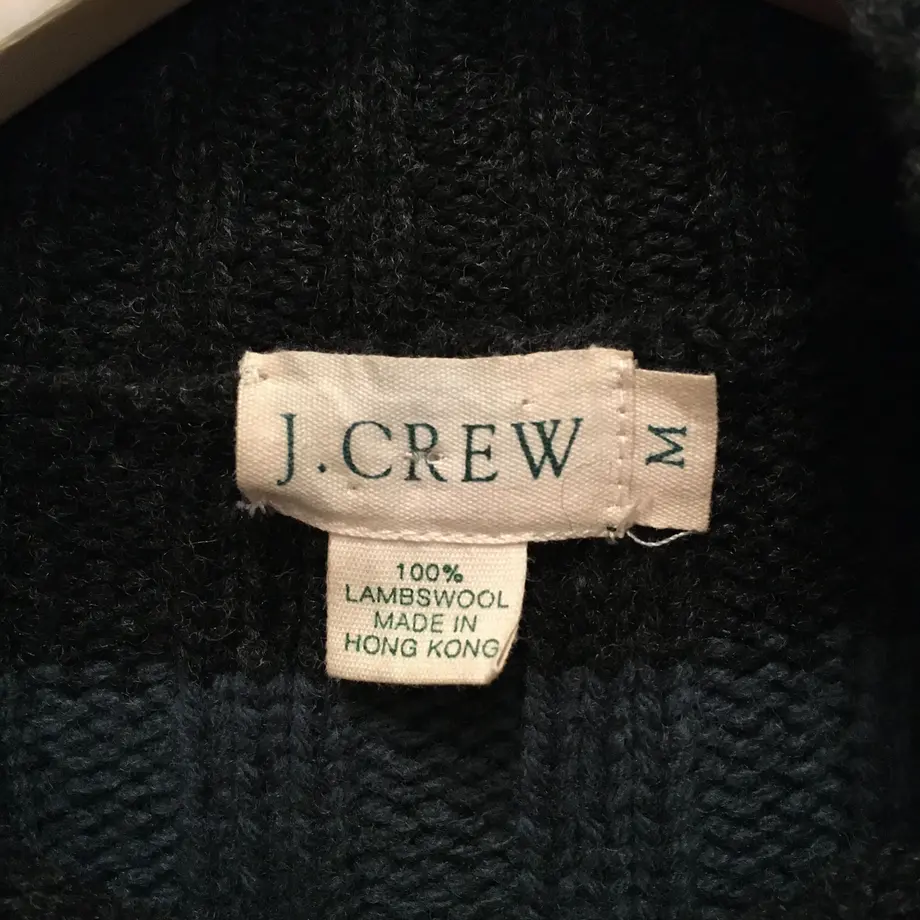 J.CREW
M
100%
LAMBSWOOL
MADE IN
HONG KONG